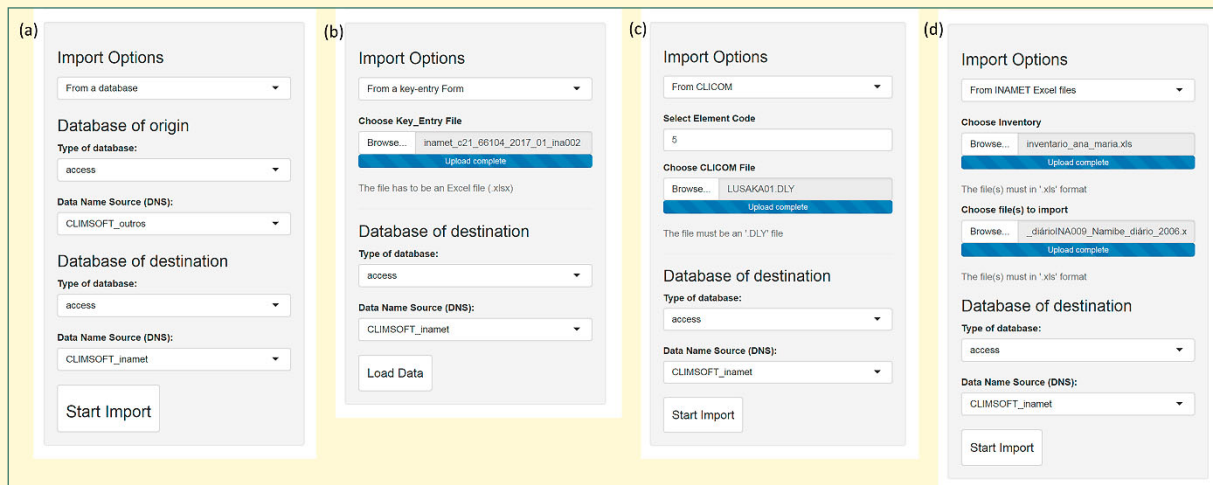 (a)
Import Options
From a database
Database of origin
Type of database:
access
Data Name Source (DNS):
CLIMSOFT_outros
Database of destination
Type of database:
access
Data Name Source (DNS):
CLIMSOFT_inamet
Start Import
(b)
Import Options
From a key-entry Form
Choose Key_Entry File
Browse... inamet_c21_66104_2017_01_ina002
Upload complete
The file has to be an Excel file (.xlsx)
Database of destination
Type of database:
access
Data Name Source (DNS):
CLIMSOFT_inamet
Load Data
(c)
Import Options
From CLICOM
Select Element Code
5
Choose CLICOM File
Browse... LUSAKA01.DLY
Upload complete
The file must be an '.DLY' file
Database of destination
Type of database:
access
Data Name Source (DNS):
CLIMSOFT_inamet
Start Import
(d)
Import Options
From INAMET Excel files
Choose Inventory
Browse... inventario_ana_maria.xls
Upload complete
The file(s) must in '.xls' format
Choose file(s) to import
Browse... _diárioINA009_Namibe_diário_2006.x
Upload complete
The file(s) must in '.xls' format
Database of destination
Type of database:
access
Data Name Source (DNS):
CLIMSOFT_inamet
Start Import